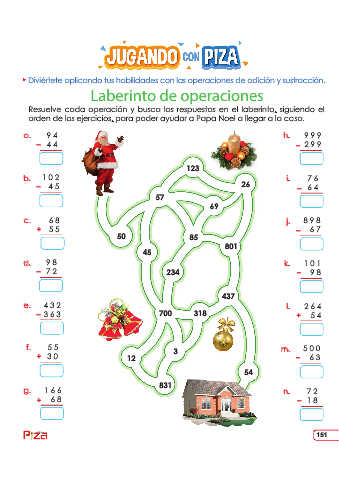 JUGANDO CON PIZA
Diviértete aplicando tus habilidades con las operaciones de adición y sustracción.
Laberinto de operaciones
Resuelve cada operación y busca las respuestas en el laberinto, siguiendo el
orden de las ejercicios, para poder ayudar a Papa Noel a llegar a la casa.
a. 94
- 44
b. 102
- 45
c. 68
+ 55
d. 98
- 72
e. 432
- 363
f. 55
+ 30
g. 166
+ 68
123
26
57
69
50
85
801
45
234
437
700
318
3
12
54
831
h. 999
- 299
i. 76
- 64
j. 898
- 67
k. 101
- 98
l. 264
+ 54
m. 500
- 63
n. 72
- 18
Piza
151